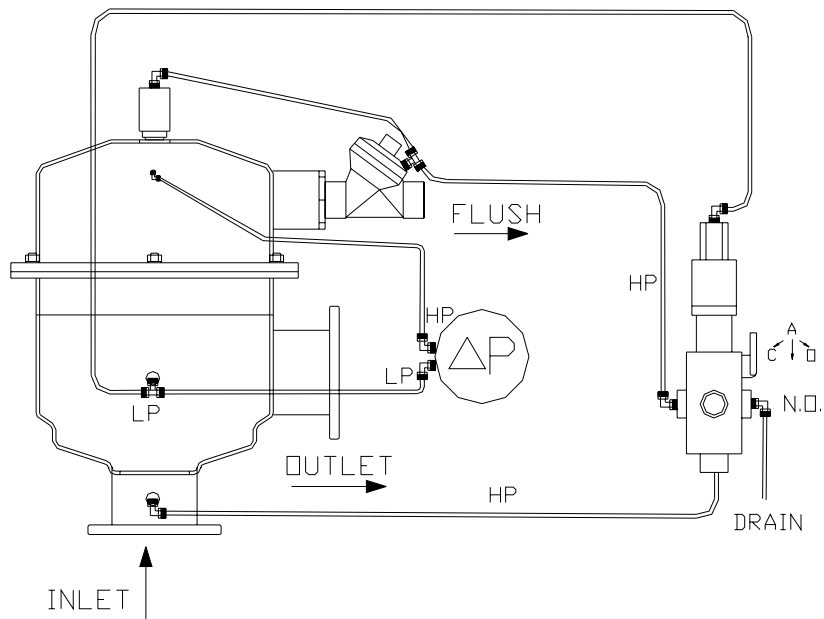 FLUSH
HP
A
C O
HP
ΔP
LP
N.O.
LP
OUTLET
HP
DRAIN
INLET